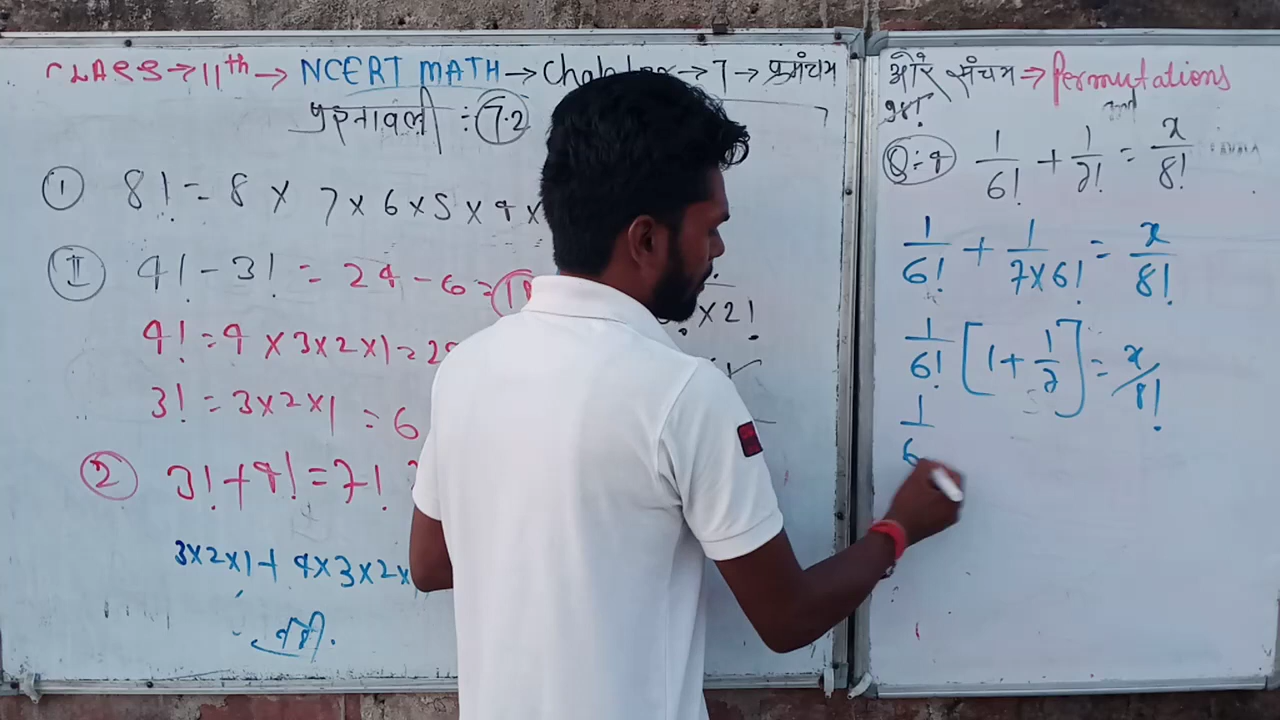 CLASS → 11th → NCERT MATH → Chapter → 7 → क्रमंचय
प्रश्नावली ÷ 7.2
① 8! = 8 × 7 × 6 × 5 × 4 ×
Ⅱ 4! - 3! = 24 - 6 =
4! = 4 × 3 × 2 × 1 = 2
3! = 3 × 2 × 1 = 6
② 3! + 4! = 7!
3×2×1 + 4×3×2×
×2!
और संचय ⇒ Permutations
Q:-4 1/6! + 1/7! = x/8!
1/6! + 1/7×6! = x/8!
1/6! [1 + 1/7] = x/8!
1/6